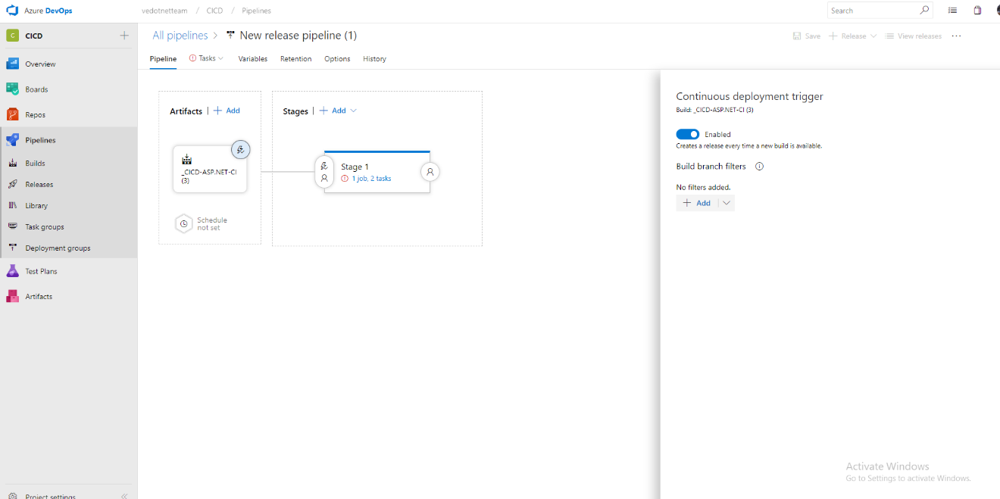 Azure DevOps
vedotnetteam / CICD / Pipelines
Search
C CICD
Overview
Boards
Repos
Pipelines
Builds
Releases
Library
Task groups
Deployment groups
Test Plans
Artifacts
Project settings
All pipelines > New release pipeline (1)
Save
Release
View releases
Pipeline
Tasks
Variables
Retention
Options
History
Artifacts | + Add
_CICD-ASP.NET-CI
(3)
Schedule
not set
Stages | + Add
Stage 1
1 job, 2 tasks
Continuous deployment trigger
Build: _CICD-ASP.NET-CI (3)
Enabled
Creates a release every time a new build is available.
Build branch filters
No filters added.
+ Add
Activate Windows
Go to Settings to activate Windows.